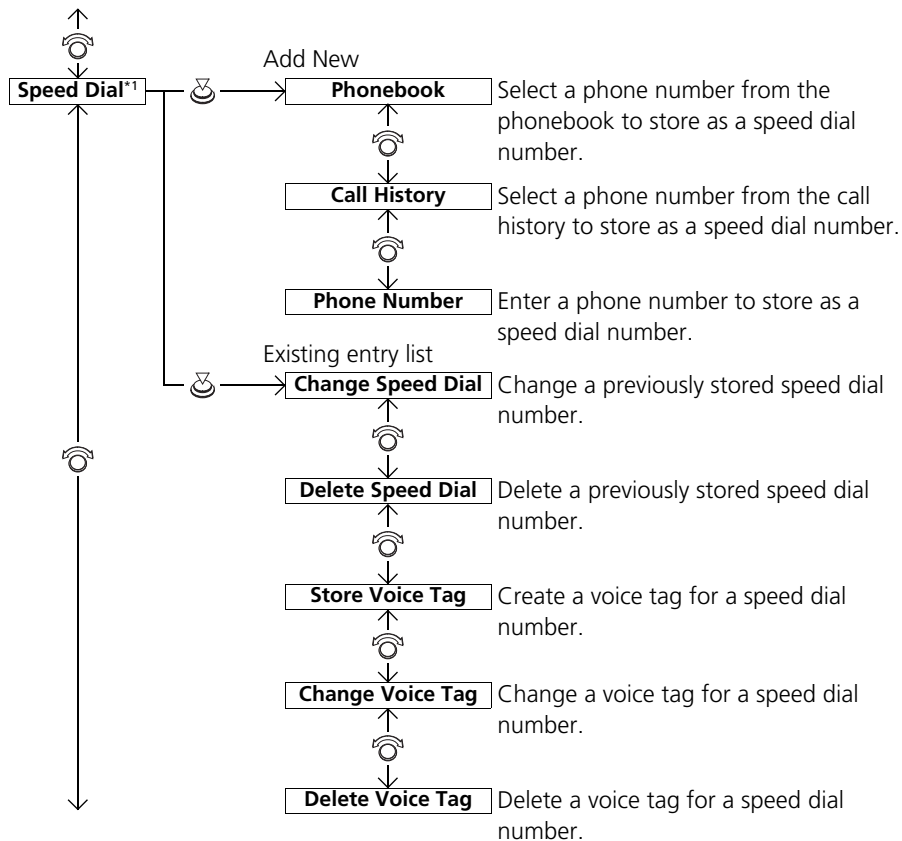 Add New
Speed Dial*1
Phonebook
Select a phone number from the
phonebook to store as a speed dial
number.
Call History
Select a phone number from the call
history to store as a speed dial number.
Phone Number
Enter a phone number to store as a
speed dial number.
Existing entry list
Change Speed Dial
Change a previously stored speed dial
number.
Delete Speed Dial
Delete a previously stored speed dial
number.
Store Voice Tag
Create a voice tag for a speed dial
number.
Change Voice Tag
Change a voice tag for a speed dial
number.
Delete Voice Tag
Delete a voice tag for a speed dial
number.